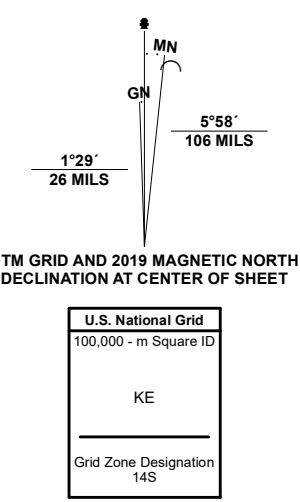 MN
GN
5°58´
106 MILS
1°29´
26 MILS
TM GRID AND 2019 MAGNETIC NORTH
DECLINATION AT CENTER OF SHEET
U.S. National Grid
100,000 - m Square ID
KE
Grid Zone Designation
14S